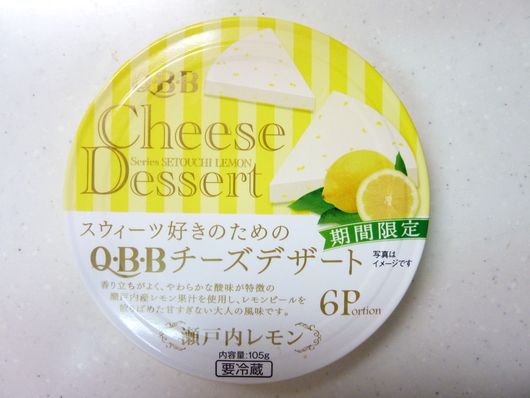 Q·B·B
Cheese
Series SETOUCHI LEMON
Dessert
期間限定
スウィーツ好きのための
Q·B·Bチーズデザート
写真は
イメージです
香り立ちがよく、やわらかな酸味が特徴の
瀬戸内産レモン果汁を使用し、レモンピールを
散りばめた甘すぎない大人の風味です。
6Portion
瀬戸内レモン
内容量:105g
要冷蔵